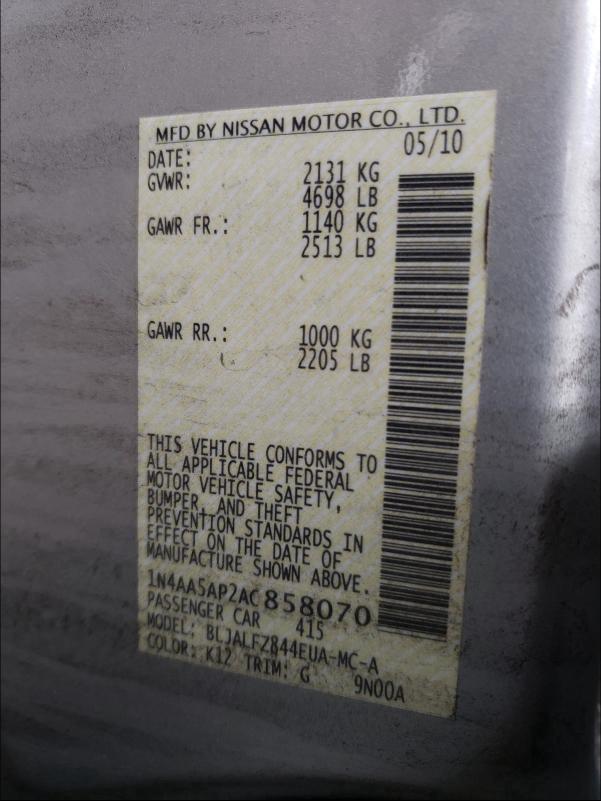 MFD BY NISSAN MOTOR CO., LTD.
DATE: 05/10
GVWR: 2131 KG
4698 LB
GAWR FR.: 1140 KG
2513 LB
GAWR RR.: 1000 KG
2205 LB
THIS VEHICLE CONFORMS TO
ALL APPLICABLE FEDERAL
MOTOR VEHICLE SAFETY,
BUMPER, AND THEFT
PREVENTION STANDARDS IN
EFFECT ON THE DATE OF
MANUFACTURE SHOWN ABOVE.
1N4AA5AP2AC858070
PASSENGER CAR 415
MODEL: BLJALFZ844EUA-MC-A
COLOR: K12 TRIM: G 9N00A